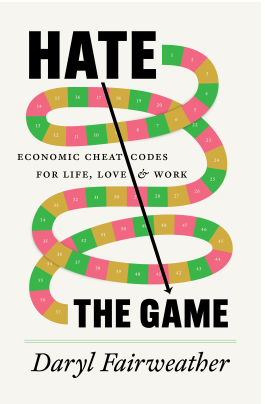 HATE
ECONOMIC CHEAT CODES
FOR LIFE, LOVE & WORK
THE GAME
Daryl Fairweather